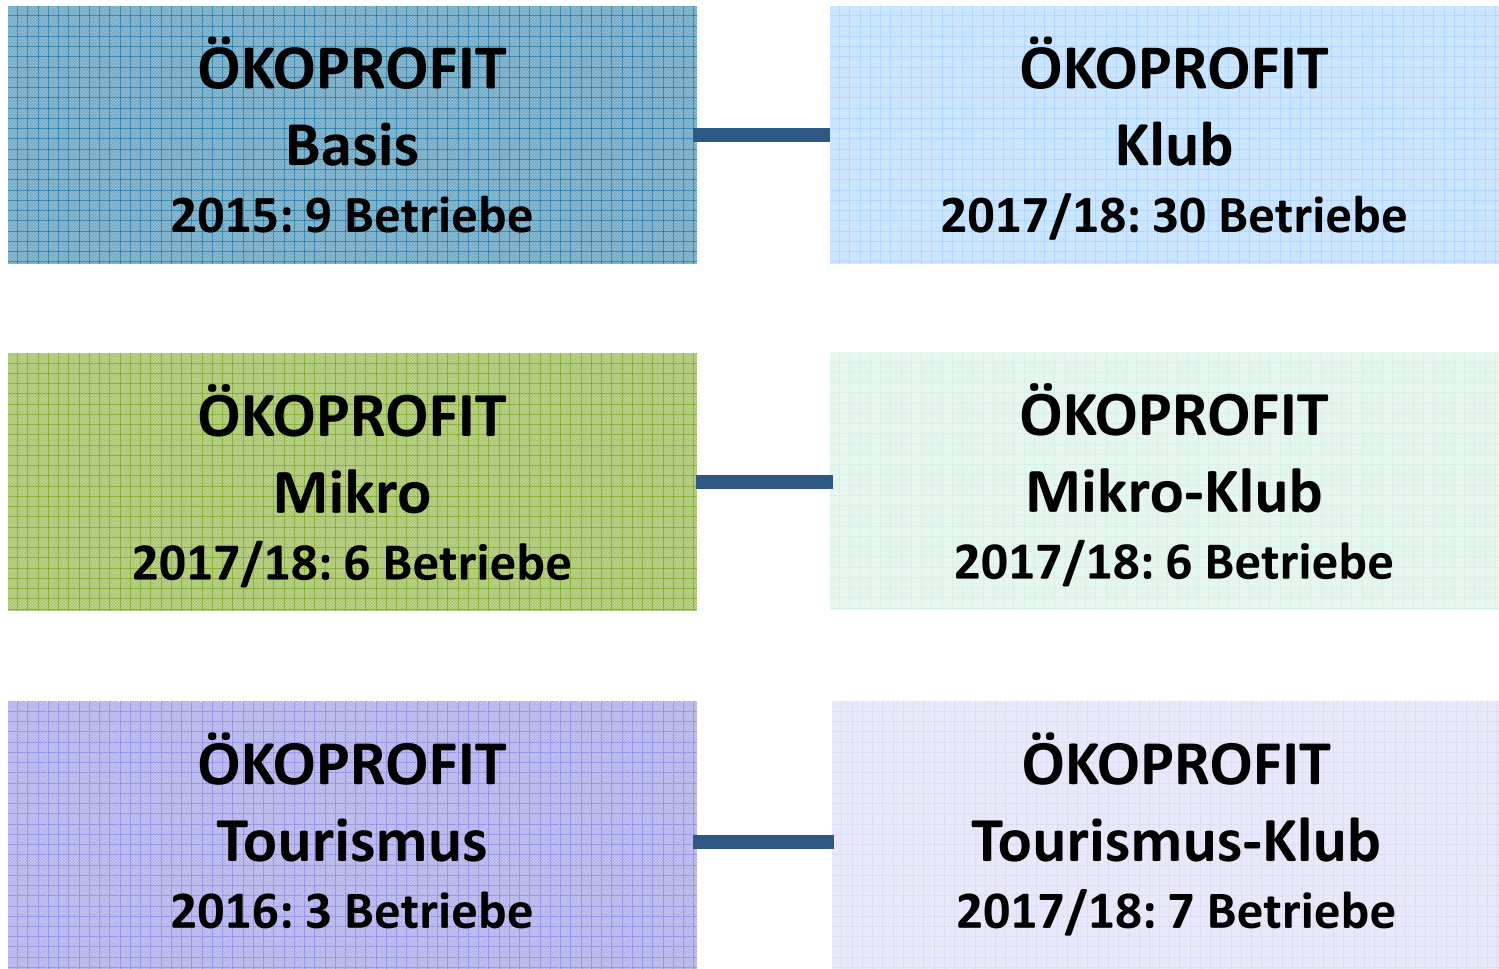 ÖKOPROFIT
Basis
2015: 9 Betriebe
ÖKOPROFIT
Klub
2017/18: 30 Betriebe
ÖKOPROFIT
Mikro
2017/18: 6 Betriebe
ÖKOPROFIT
Mikro-Klub
2017/18: 6 Betriebe
ÖKOPROFIT
Tourismus
2016: 3 Betriebe
ÖKOPROFIT
Tourismus-Klub
2017/18: 7 Betriebe